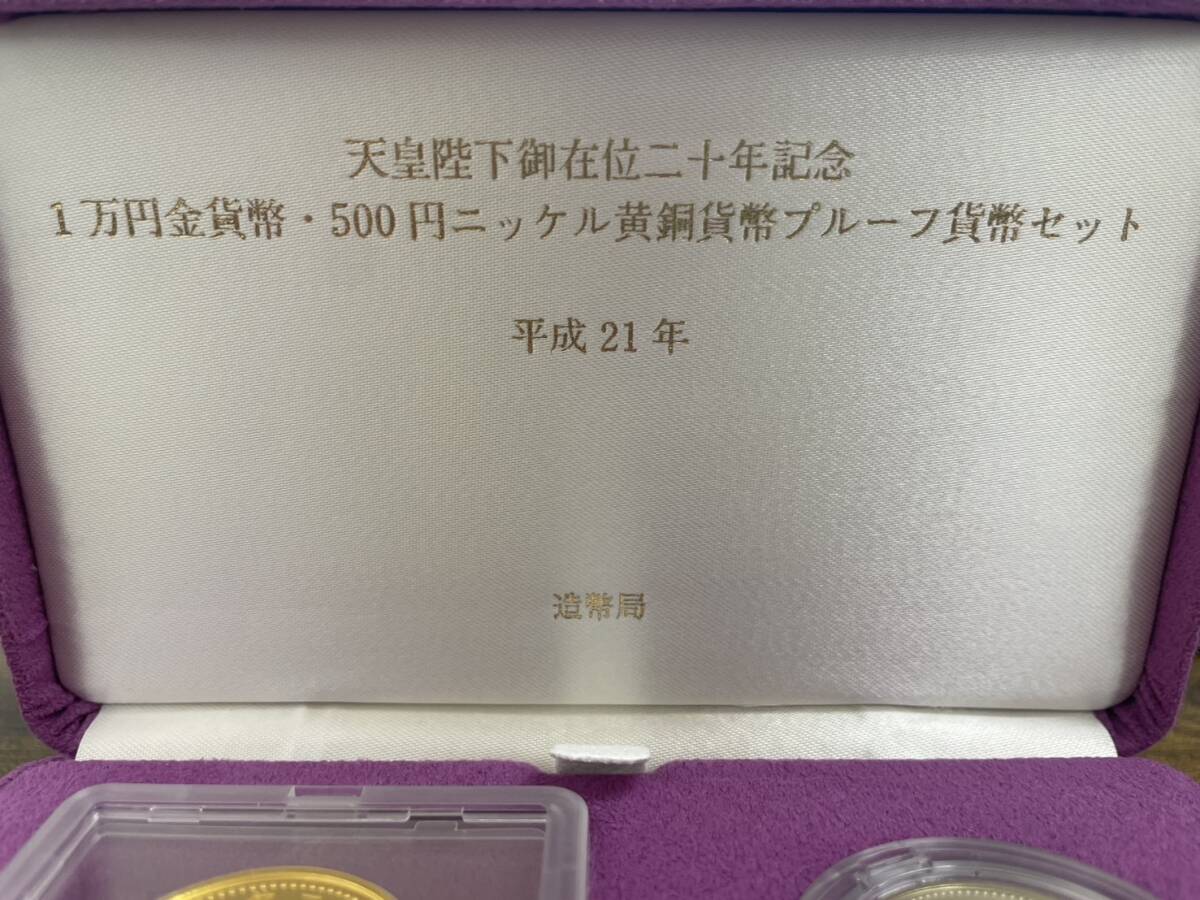 天皇陛下御在位二十年記念
1万円金貨幣・500円ニッケル黄銅貨幣プルーフ貨幣セット
平成21年
造幣局